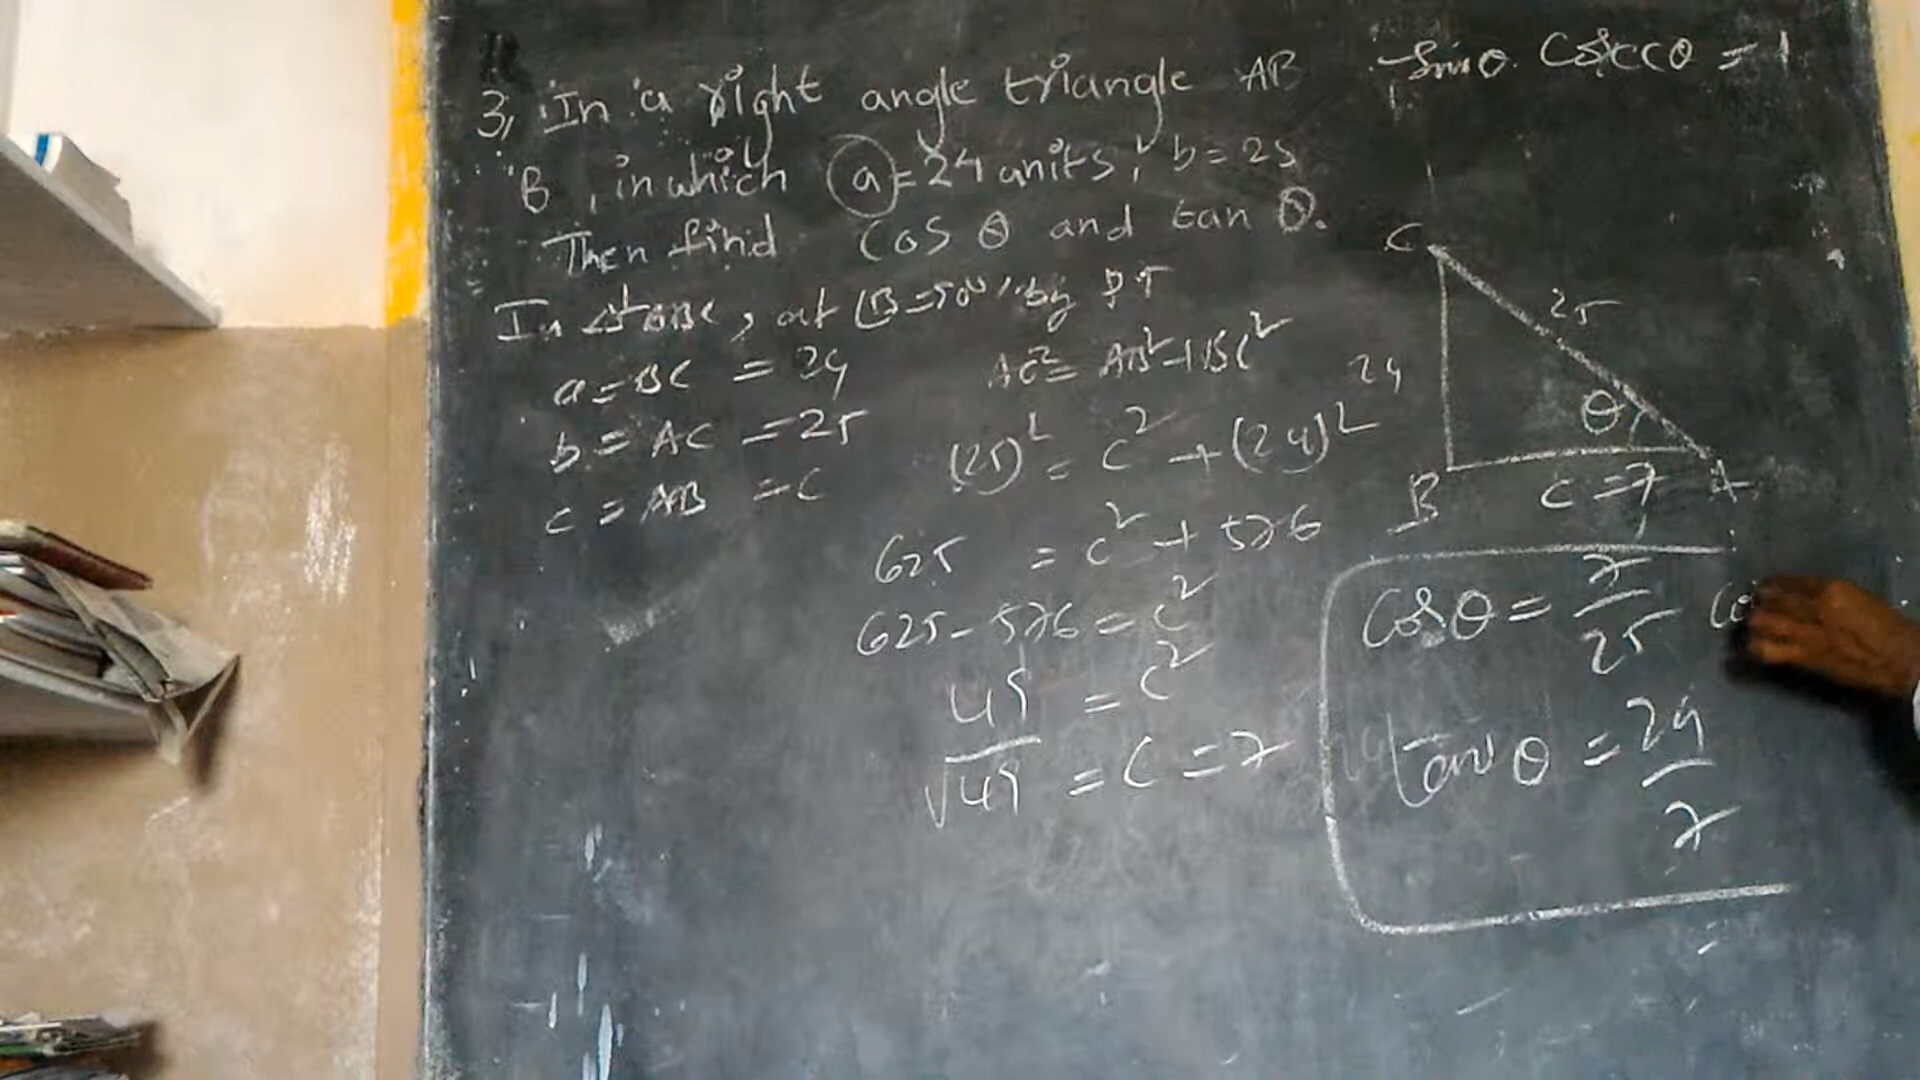 3, In a right angle triangle AB
B, in which a = 24 units, b = 25
Then find Cos θ and tan θ.
In ABC, at ∠B=90°, by P.T
a = BC = 24
b = AC = 25
c = AB = C
AC² = AB² + BC²
(25)² = C² + (24)²
625 = C² + 576
625 - 576 = C²
49 = C²
√49 = C = 7
Sinθ. Cosecθ = 1
C
25
24
θ
B
C = 7
A
Cosθ = 7/25
tanθ = 24/7